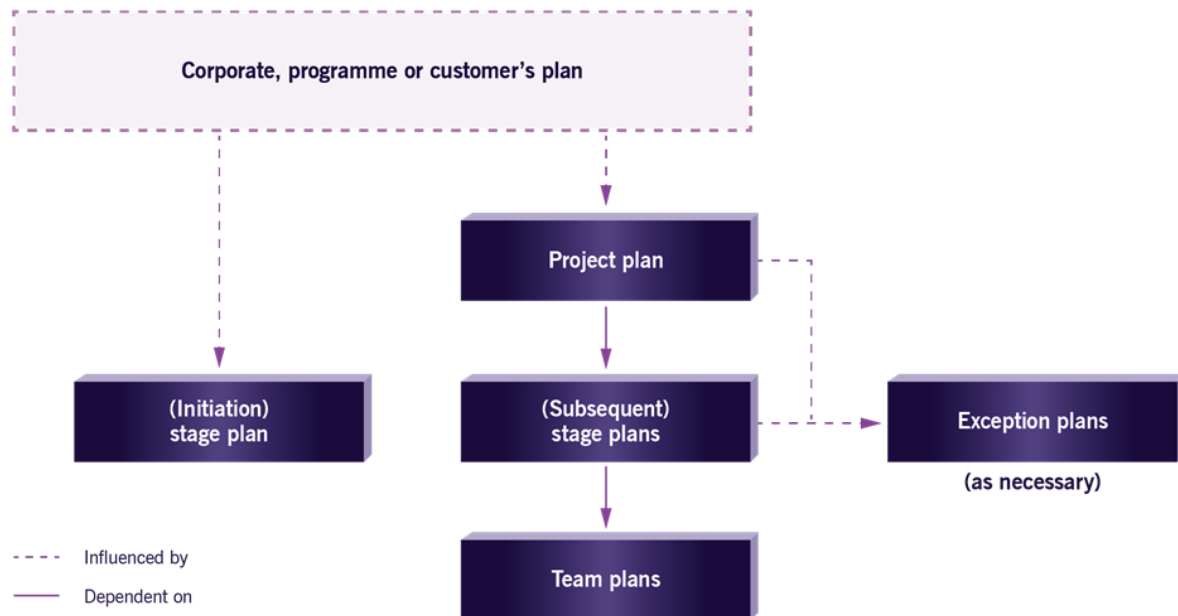 Corporate, programme or customer’s plan
Project plan
(Initiation)
stage plan
(Subsequent)
stage plans
Exception plans
(as necessary)
Team plans
Influenced by
Dependent on